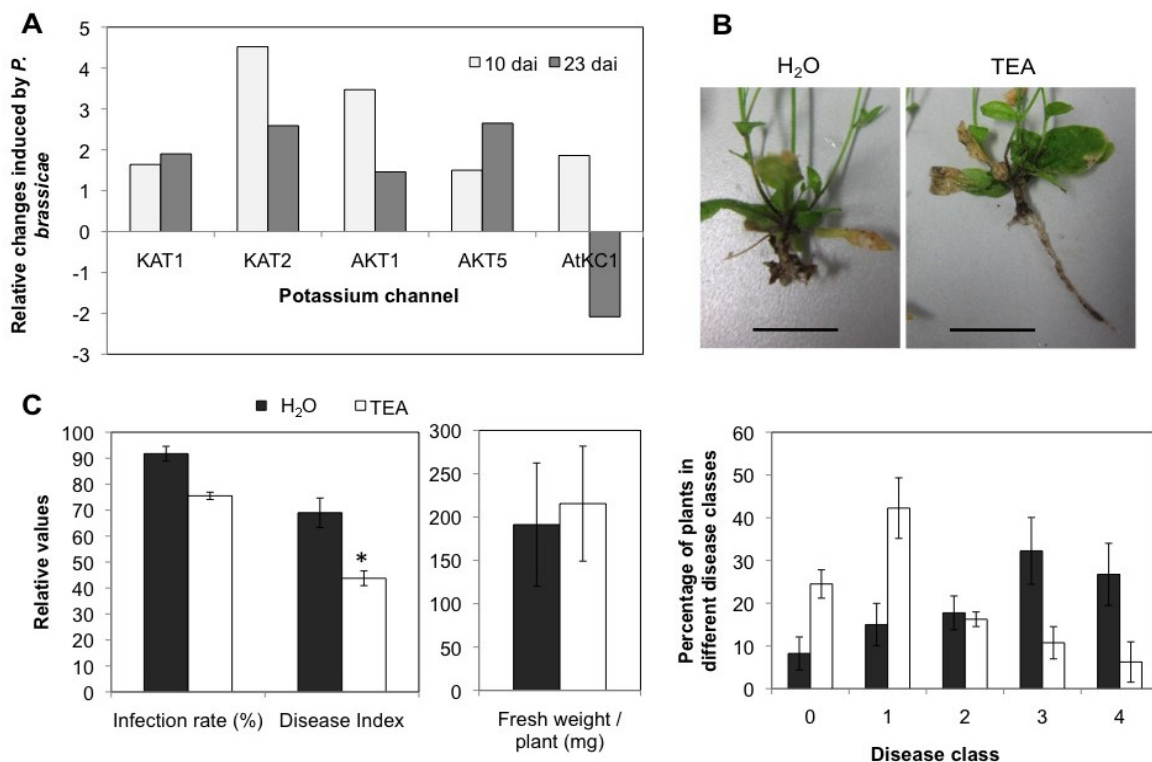 A
Relative changes induced by P.
brassicae
5
4
3
2
1
0
-1
-2
-3
10 dai 23 dai
KAT1 KAT2 AKT1 AKT5 AtKC1
Potassium channel
B
H₂O TEA
C
H₂O TEA
Relative values
100
90
80
70
60
50
40
30
20
10
0
*
Infection rate (%) Disease Index
300
250
200
150
100
50
0
Fresh weight /
plant (mg)
Percentage of plants in
different disease classes
60
50
40
30
20
10
0
0 1 2 3 4
Disease class